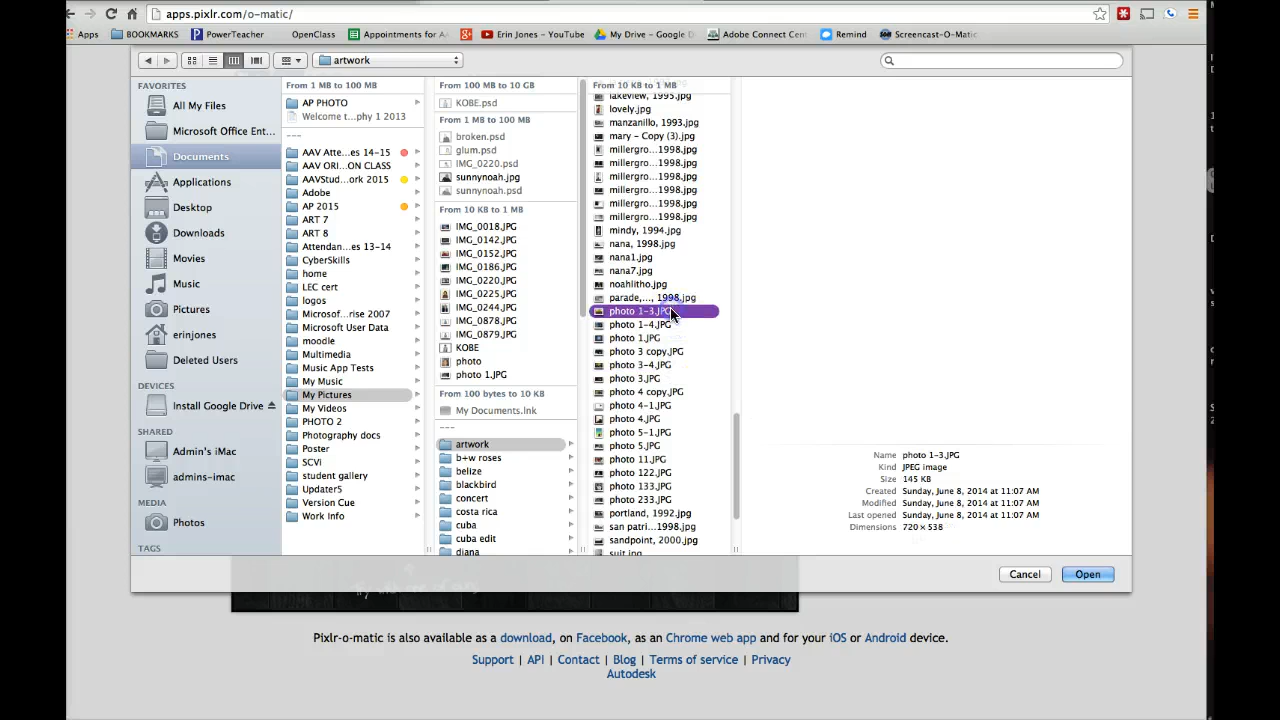 apps.pixlr.com/o-matic/
Apps BOOKMARKS PowerTeacher OpenClass Appointments for A Erin Jones – YouTube My Drive – Google D Adobe Connect Cent Remind Screencast-O-Matic
artwork
FAVORITES
All My Files
Microsoft Office Ent...
Documents
Applications
Desktop
Downloads
Movies
Music
Pictures
erinjones
Deleted Users
DEVICES
Install Google Drive
SHARED
Admin's iMac
admins-imac
MEDIA
Photos
TAGS
From 1 MB to 100 MB
AP PHOTO
Welcome t...phy 1 2013
---
AAV Atte...es 14-15
AAV ORI...ON CLASS
AAVStud...ork 2015
Adobe
AP 2015
ART 7
ART 8
Attendan...es 13-14
CyberSkills
home
LEC cert
logos
Microsof...rise 2007
Microsoft User Data
moodle
Multimedia
Music App Tests
My Music
My Pictures
My Videos
PHOTO 2
Photography docs
Poster
SCVi
student gallery
Updater5
Version Cue
Work Info
From 100 MB to 10 GB
KOBE.psd
From 1 MB to 100 MB
broken.psd
glum.psd
IMG_0220.psd
sunnynoah.jpg
sunnynoah.psd
From 10 KB to 1 MB
IMG_0018.JPG
IMG_0142.JPG
IMG_0152.JPG
IMG_0186.JPG
IMG_0220.JPG
IMG_0225.JPG
IMG_0244.JPG
IMG_0878.JPG
IMG_0879.JPG
KOBE
photo
photo 1.JPG
From 100 bytes to 10 KB
My Documents.lnk
---
artwork
b+w roses
belize
blackbird
concert
costa rica
cuba
cuba edit
diana
From 10 KB to 1 MB
lakeview, 1995.jpg
lovely.jpg
manzanillo, 1993.jpg
mary – Copy (3).jpg
millergro...1998.jpg
millergro...1998.jpg
millergro...1998.jpg
millergro...1998.jpg
millergro...1998.jpg
millergro...1998.jpg
mindy, 1994.jpg
nana, 1998.jpg
nana1.jpg
nana7.jpg
noahlitho.jpg
parade,..., 1998.jpg
photo 1-3.JPG
photo 1-4.JPG
photo 1.JPG
photo 3 copy.JPG
photo 3-4.JPG
photo 3.JPG
photo 4 copy.JPG
photo 4-1.JPG
photo 4.JPG
photo 5-1.JPG
photo 5.JPG
photo 11.JPG
photo 122.JPG
photo 133.JPG
photo 233.JPG
portland, 1992.jpg
san patri...1998.jpg
sandpoint, 2000.jpg
suit.jpg
Name photo 1-3.JPG
Kind JPEG image
Size 145 KB
Created Sunday, June 8, 2014 at 11:07 AM
Modified Sunday, June 8, 2014 at 11:07 AM
Last opened Sunday, June 8, 2014 at 11:07 AM
Dimensions 720 × 538
Cancel Open
Pixlr-o-matic is also available as a download, on Facebook, as an Chrome web app and for your iOS or Android device.
Support | API | Contact | Blog | Terms of service | Privacy
Autodesk